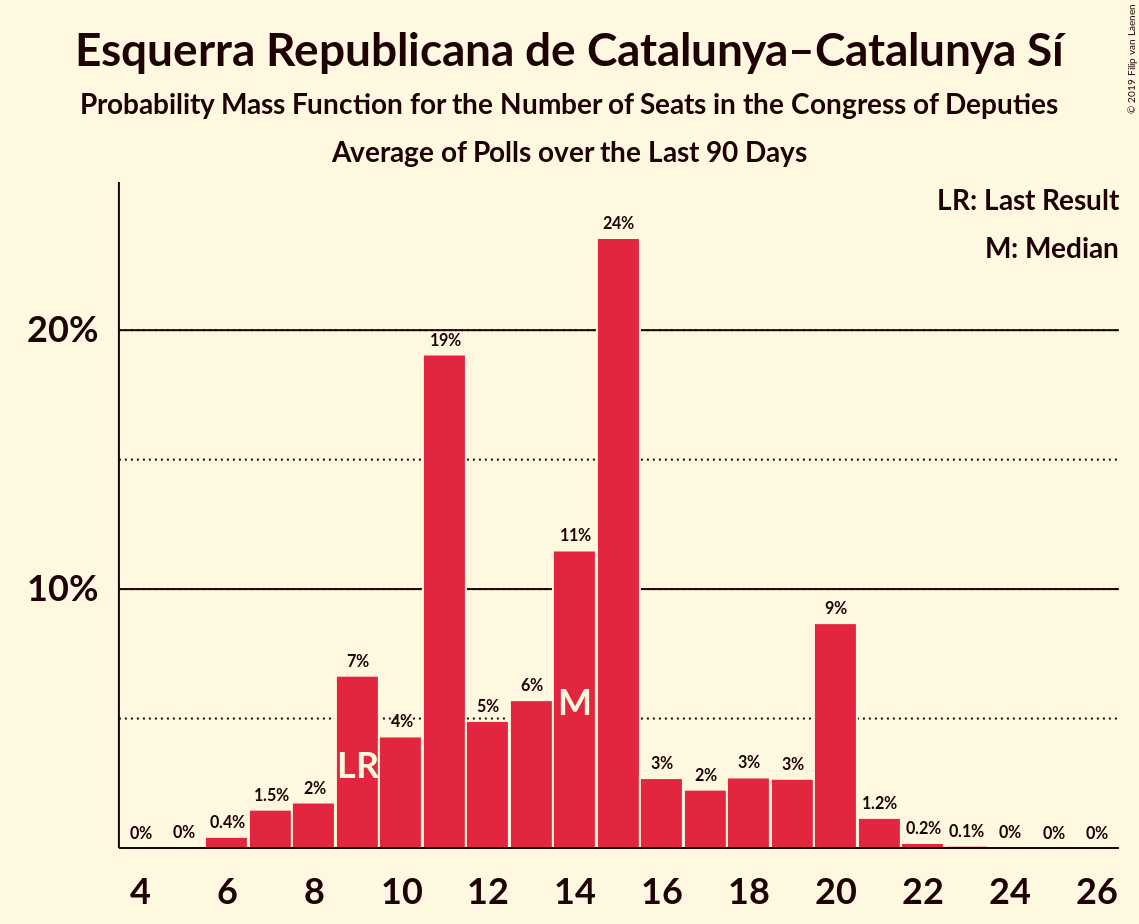 Esquerra Republicana de Catalunya–Catalunya Sí
Probability Mass Function for the Number of Seats in the Congress of Deputies
Average of Polls over the Last 90 Days
© 2019 Filip van Laenen
LR: Last Result
M: Median
20%
10%
0%
0%
0.4%
1.5%
2%
7%
4%
19%
5%
6%
11%
24%
3%
2%
3%
3%
9%
1.2%
0.2%
0.1%
0%
0%
0%
LR
M
4 6 8 10 12 14 16 18 20 22 24 26